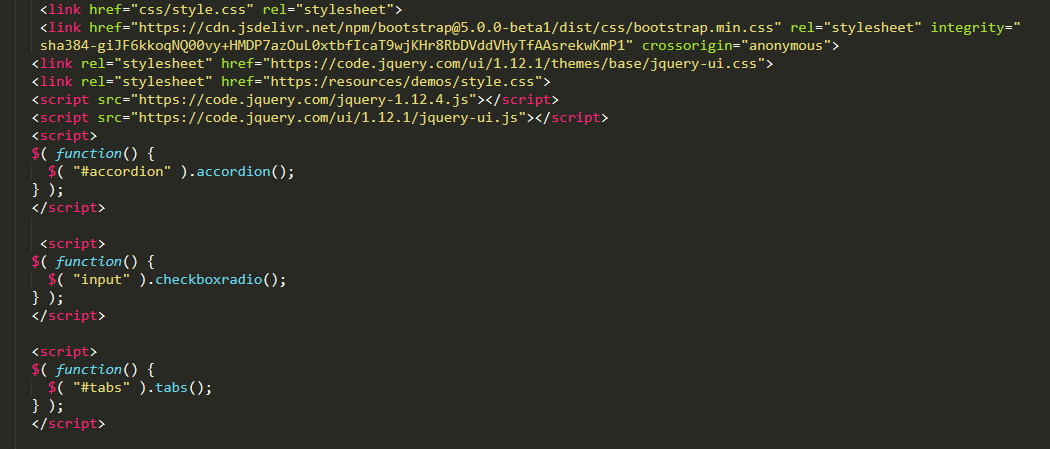 <link href="css/style.css" rel="stylesheet">
<link href="https://cdn.jsdelivr.net/npm/bootstrap@5.0.0-beta1/dist/css/bootstrap.min.css" rel="stylesheet" integrity="
sha384-giJF6kkoqNQ00vy+HMDP7azOuL0xtbfIcaT9wjKHr8RbDVddVHyTfAAsrekwKmP1" crossorigin="anonymous">
<link rel="stylesheet" href="https://code.jquery.com/ui/1.12.1/themes/base/jquery-ui.css">
<link rel="stylesheet" href="https:/resources/demos/style.css">
<script src="https://code.jquery.com/jquery-1.12.4.js"></script>
<script src="https://code.jquery.com/ui/1.12.1/jquery-ui.js"></script>
<script>
$( function() {
$( "#accordion" ).accordion();
} );
</script>
<script>
$( function() {
$( "input" ).checkboxradio();
} );
</script>
<script>
$( function() {
$( "#tabs" ).tabs();
} );
</script>